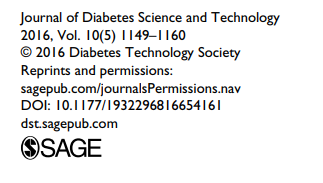 Journal of Diabetes Science and Technology
2016, Vol. 10(5) 1149–1160
© 2016 Diabetes Technology Society
Reprints and permissions:
sagepub.com/journalsPermissions.nav
DOI: 10.1177/1932296816654161
dst.sagepub.com
SAGE